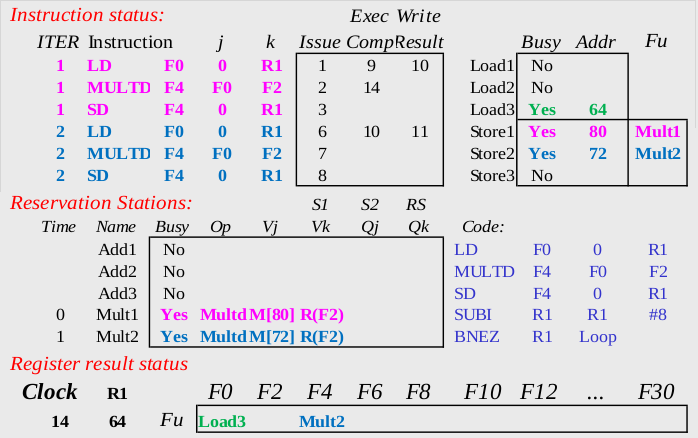 Instruction status: Exec Write
ITER Instruction j k Issue Comp Result Busy Addr Fu
1 LD F0 0 R1 1 9 10 Load1 No
1 MULTD F4 F0 F2 2 14 Load2 No
1 SD F4 0 R1 3 Load3 Yes 64
2 LD F0 0 R1 6 10 11 Store1 Yes 80 Mult1
2 MULTD F4 F0 F2 7 Store2 Yes 72 Mult2
2 SD F4 0 R1 8 Store3 No
Reservation Stations: S1 S2 RS
Time Name Busy Op Vj Vk Qj Qk Code:
Add1 No LD F0 0 R1
Add2 No MULTD F4 F0 F2
Add3 No SD F4 0 R1
0 Mult1 Yes Multd M[80] R(F2) SUBI R1 R1 #8
1 Mult2 Yes Multd M[72] R(F2) BNEZ R1 Loop
Register result status
Clock R1 F0 F2 F4 F6 F8 F10 F12 ... F30
14 64 Fu Load3 Mult2